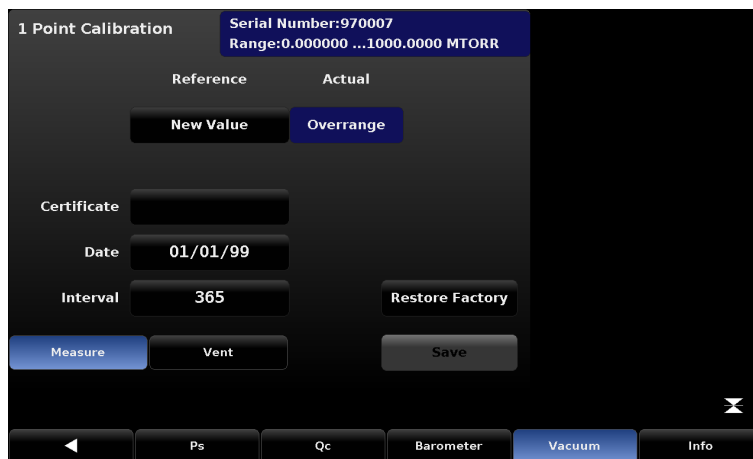 1 Point Calibration
Serial Number:970007
Range:0.000000 ...1000.0000 MTORR
Reference Actual
New Value Overrange
Certificate
Date 01/01/99
Interval 365 Restore Factory
Measure Vent Save
Ps Qc Barometer Vacuum Info